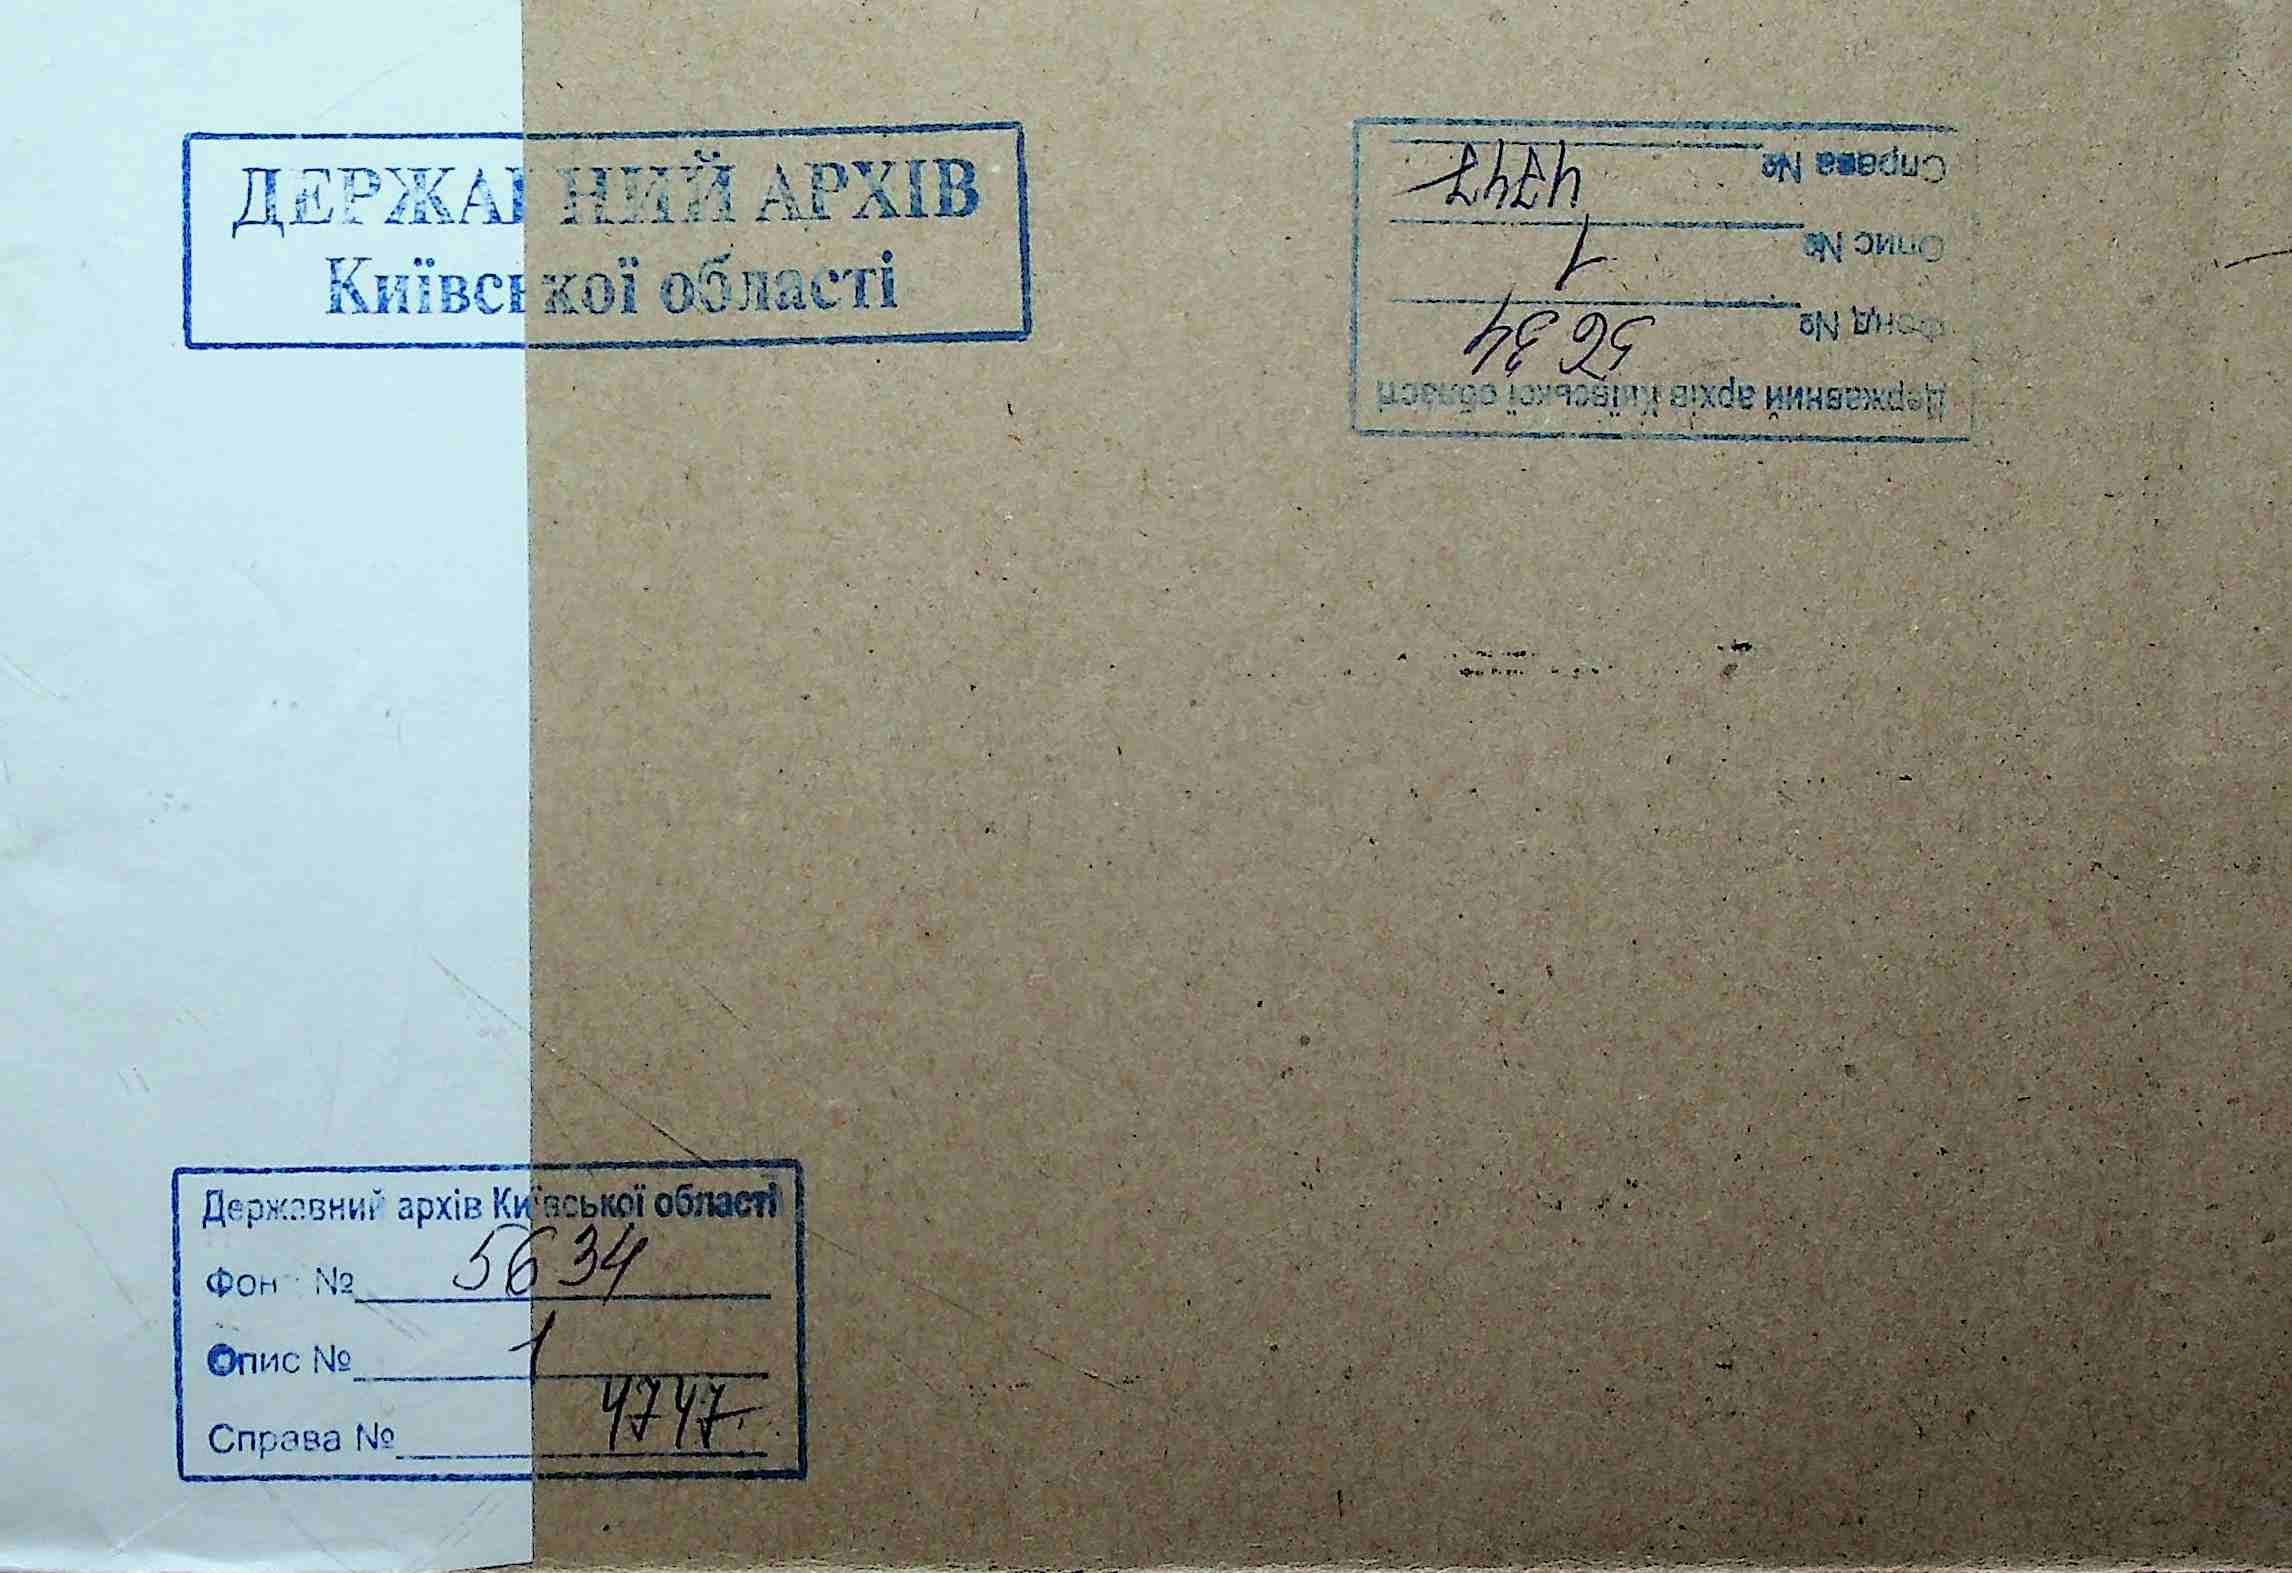 ДЕРЖАВНИЙ АРХІВ
Київської області
Державний архів Київської області
Фонд № 5634
Опис № 1
Справа № 4747
Державний архів Київської області
Фон № 5634
Опис № 1
Справа № 4747